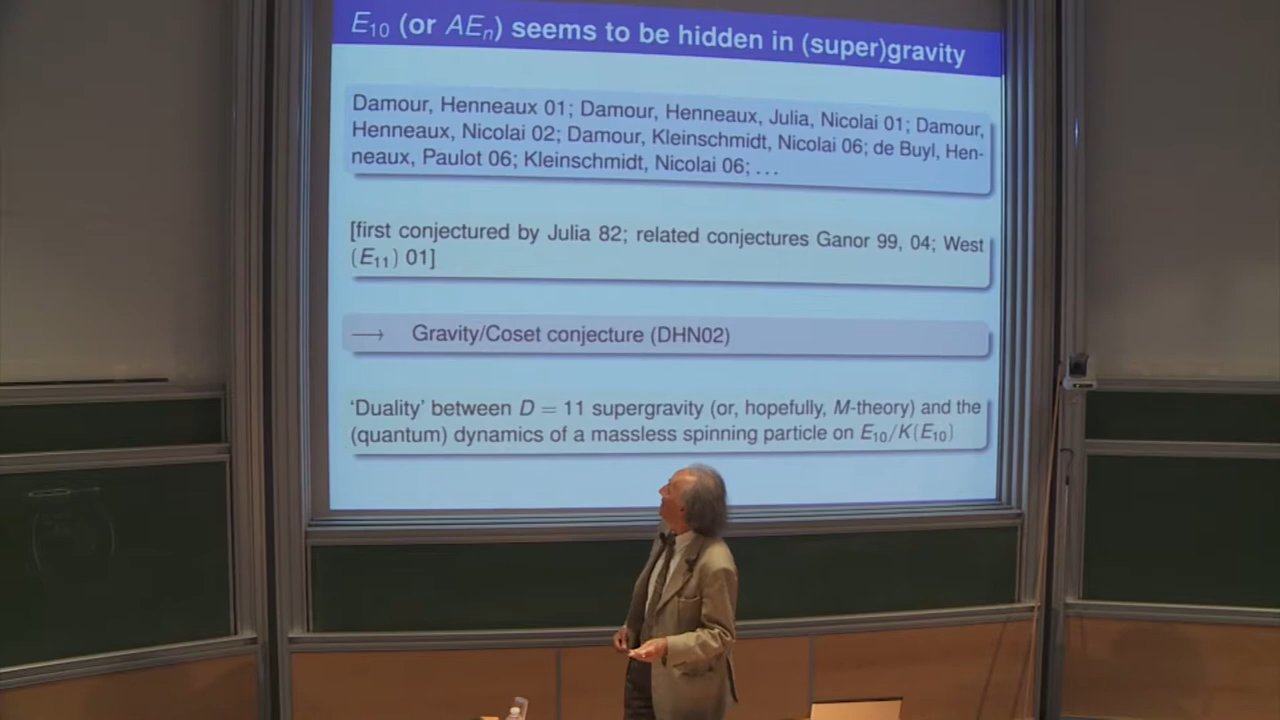 E10 (or AEn) seems to be hidden in (super)gravity
Damour, Henneaux 01; Damour, Henneaux, Julia, Nicolai 01; Damour,
Henneaux, Nicolai 02; Damour, Kleinschmidt, Nicolai 06; de Buyl, Hen-
neaux, Paulot 06; Kleinschmidt, Nicolai 06; ...
[first conjectured by Julia 82; related conjectures Ganor 99, 04; West
(E11) 01]
⟶ Gravity/Coset conjecture (DHN02)
'Duality' between D = 11 supergravity (or, hopefully, M-theory) and the
(quantum) dynamics of a massless spinning particle on E10/K(E10)